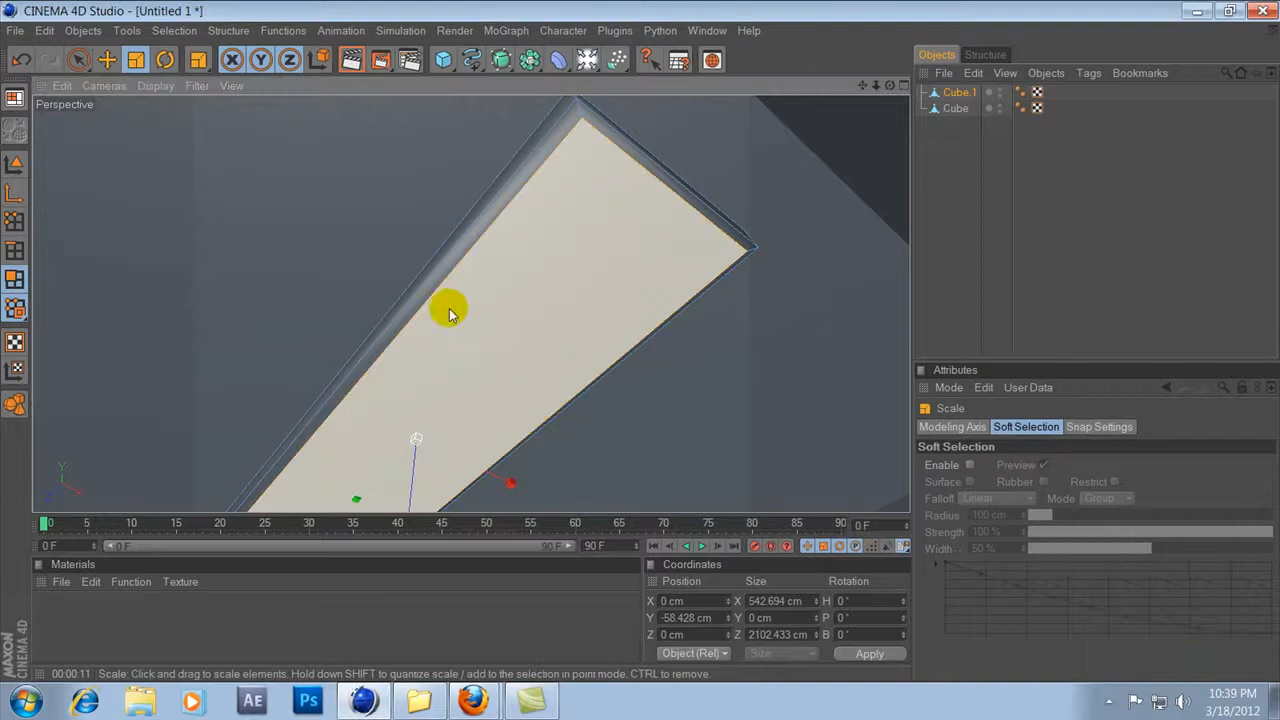 CINEMA 4D Studio - [Untitled 1 *]
File Edit Objects Tools Selection Structure Functions Animation Simulation Render MoGraph Character Plugins Python Window Help
Objects Structure
File Edit View Objects Tags Bookmarks
Edit Cameras Display Filter View
Perspective
Cube.1
Cube
X Y Z
Y
X
Z
Attributes
Mode Edit User Data
Scale
Modeling Axis Soft Selection Snap Settings
Soft Selection
Enable Preview
Surface Rubber Restrict
Falloff Linear Mode Group
Radius 100 cm
Strength 100 %
Width 50 %
0 5 10 15 20 25 30 35 40 45 50 55 60 65 70 75 80 85 90 0 F
0 F 0 F 90 F 90 F
Materials
File Edit Function Texture
Coordinates
Position Size Rotation
X 0 cm X 542.694 cm H 0 °
Y -58.428 cm Y 0 cm P 0 °
Z 0 cm Z 2102.433 cm B 0 °
Object (Rel) Size Apply
MAXON CINEMA 4D
00:00:11 Scale: Click and drag to scale elements. Hold down SHIFT to quantize scale / add to the selection in point mode, CTRL to remove.
AE Ps
10:39 PM
3/18/2012